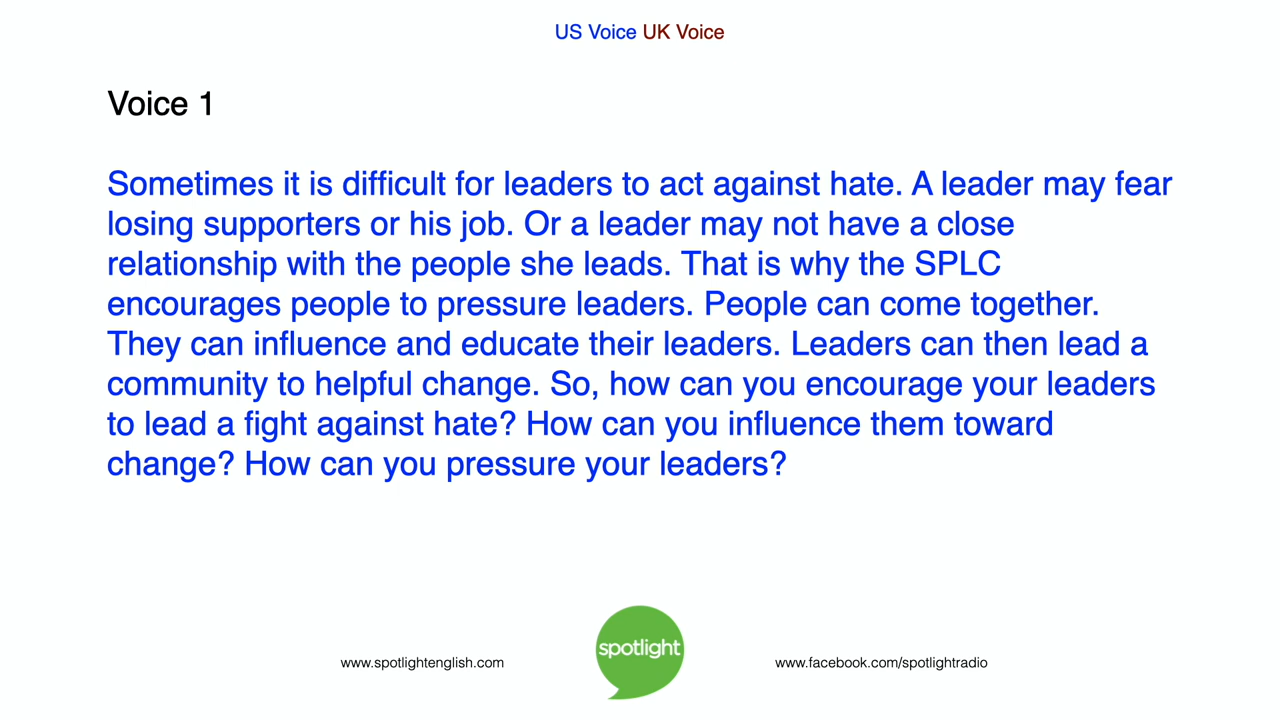 US Voice UK Voice
Voice 1
Sometimes it is difficult for leaders to act against hate. A leader may fear
losing supporters or his job. Or a leader may not have a close
relationship with the people she leads. That is why the SPLC
encourages people to pressure leaders. People can come together.
They can influence and educate their leaders. Leaders can then lead a
community to helpful change. So, how can you encourage your leaders
to lead a fight against hate? How can you influence them toward
change? How can you pressure your leaders?
spotlight
www.spotlightenglish.com
www.facebook.com/spotlightradio